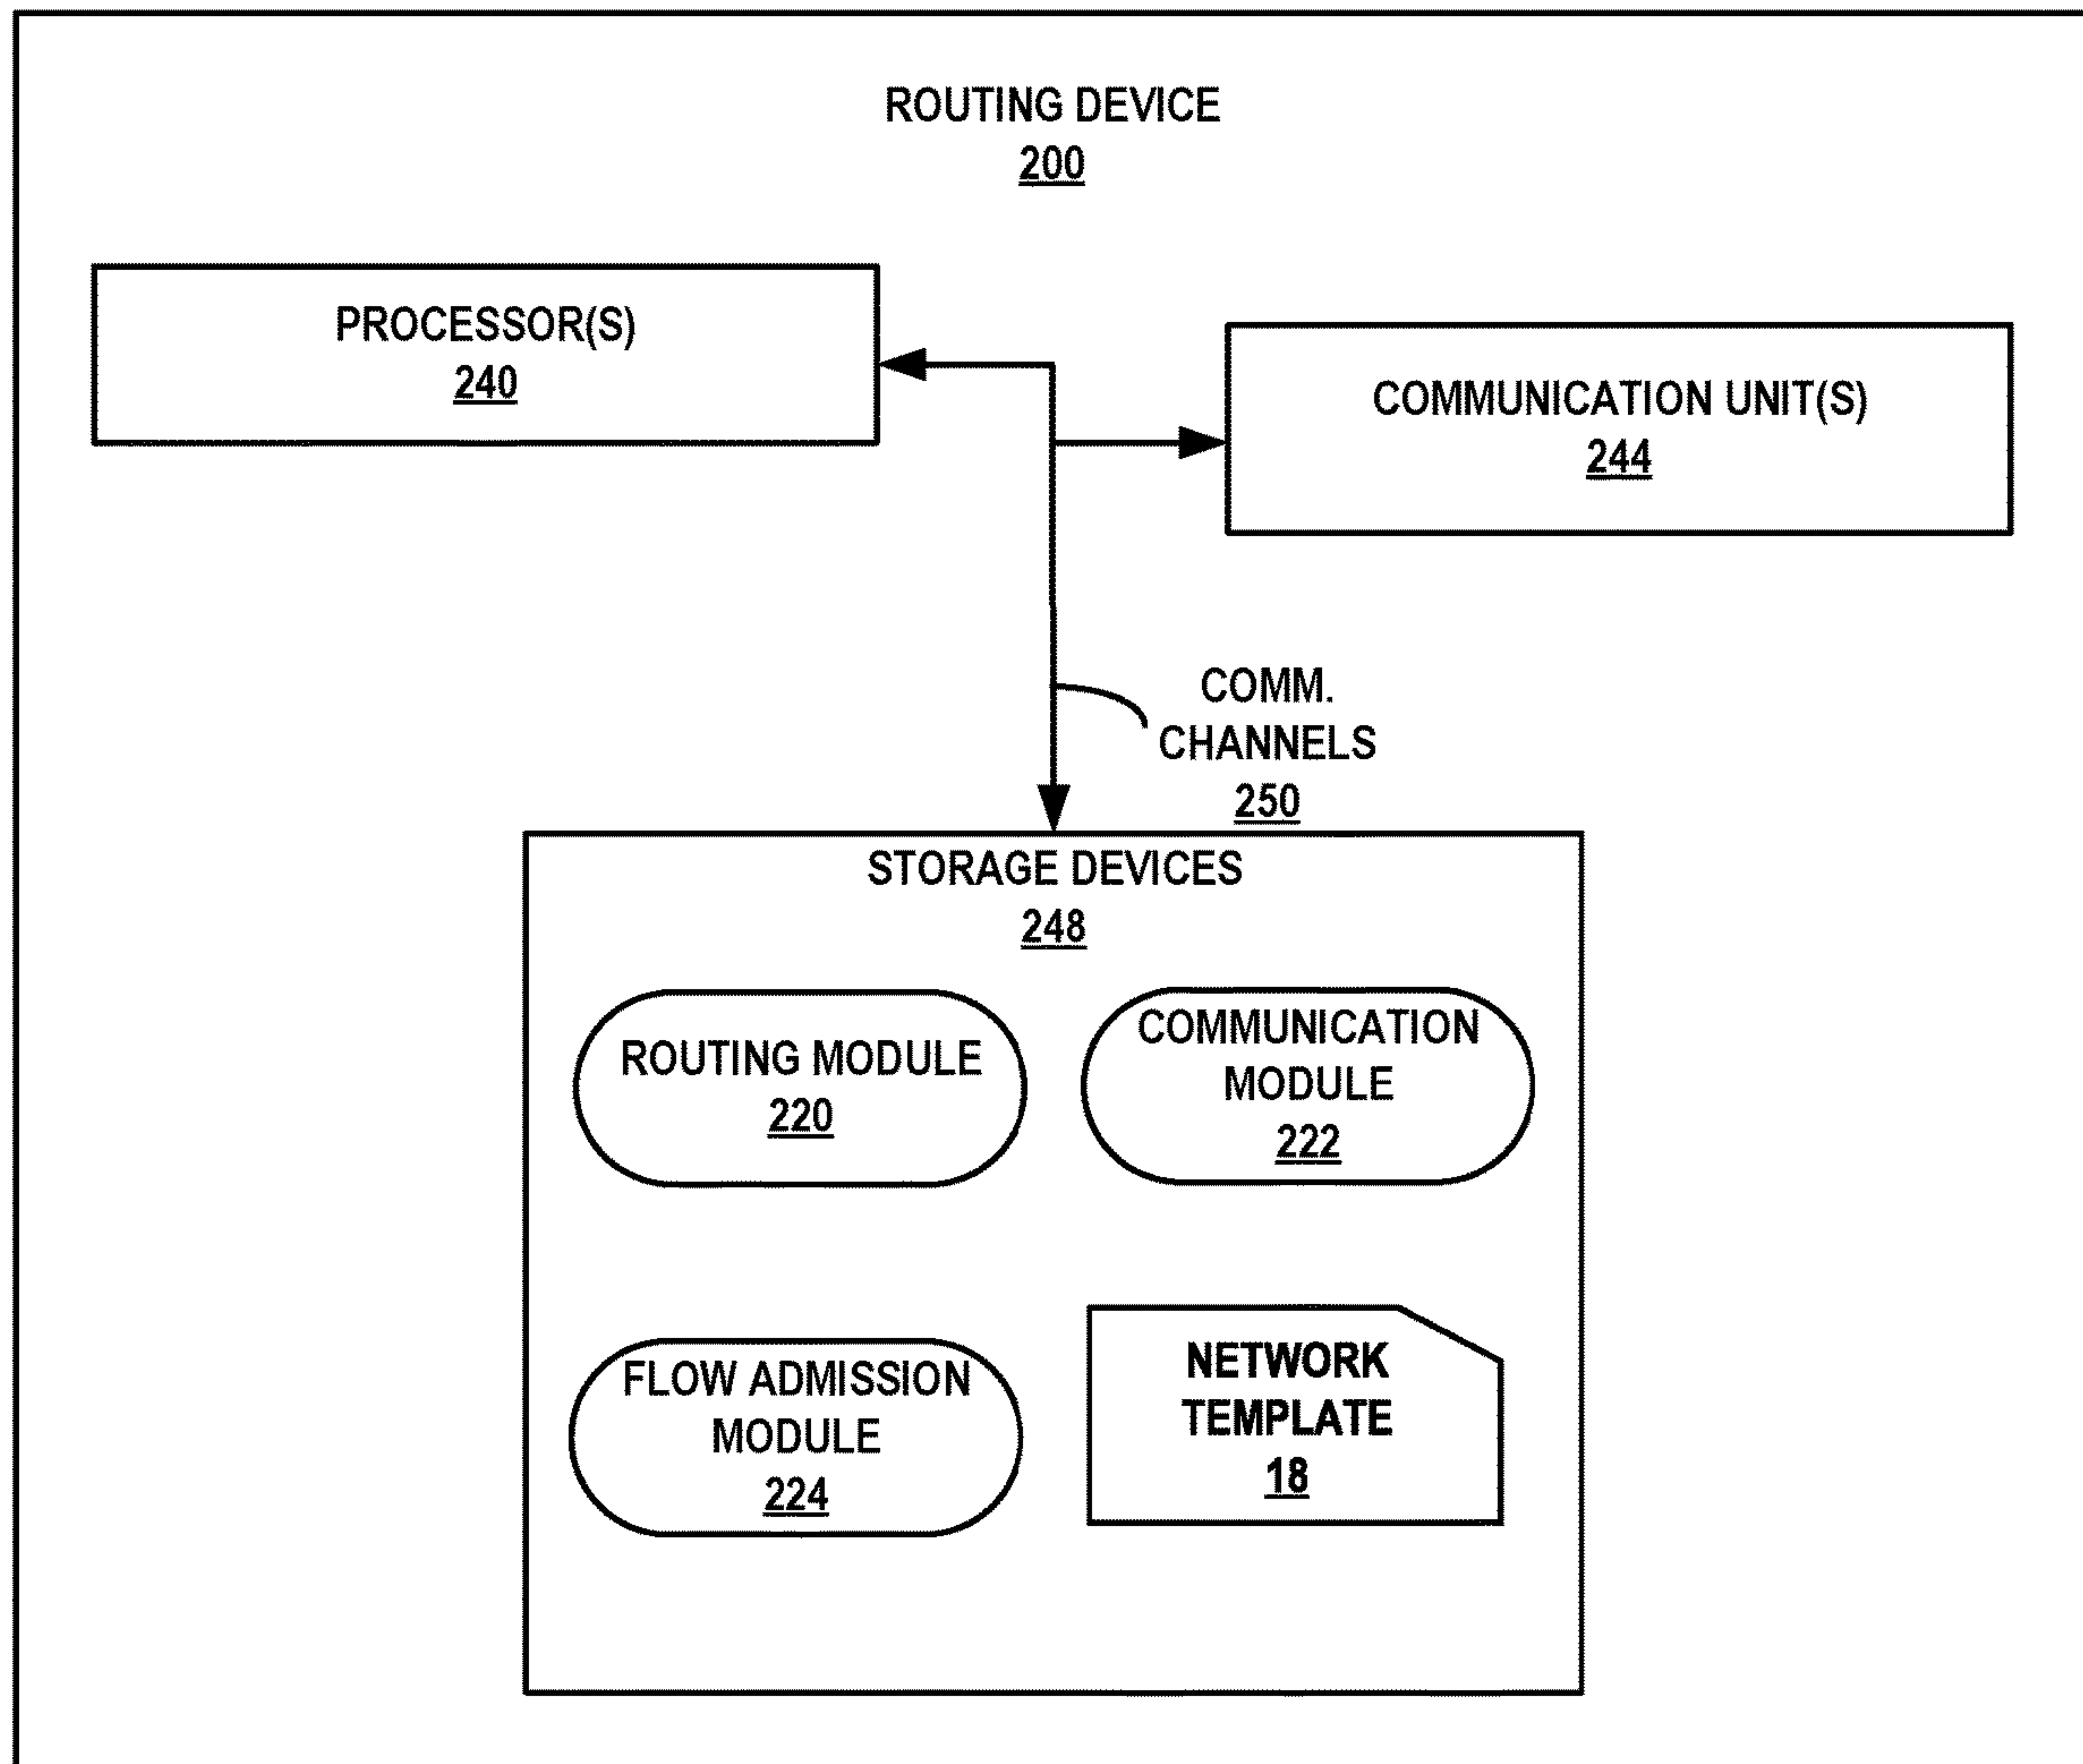 ROUTING DEVICE
200
PROCESSOR(S)
240
COMMUNICATION UNIT(S)
244
COMM.
CHANNELS
250
STORAGE DEVICES
248
ROUTING MODULE
220
COMMUNICATION
MODULE
222
FLOW ADMISSION
MODULE
224
NETWORK
TEMPLATE
18